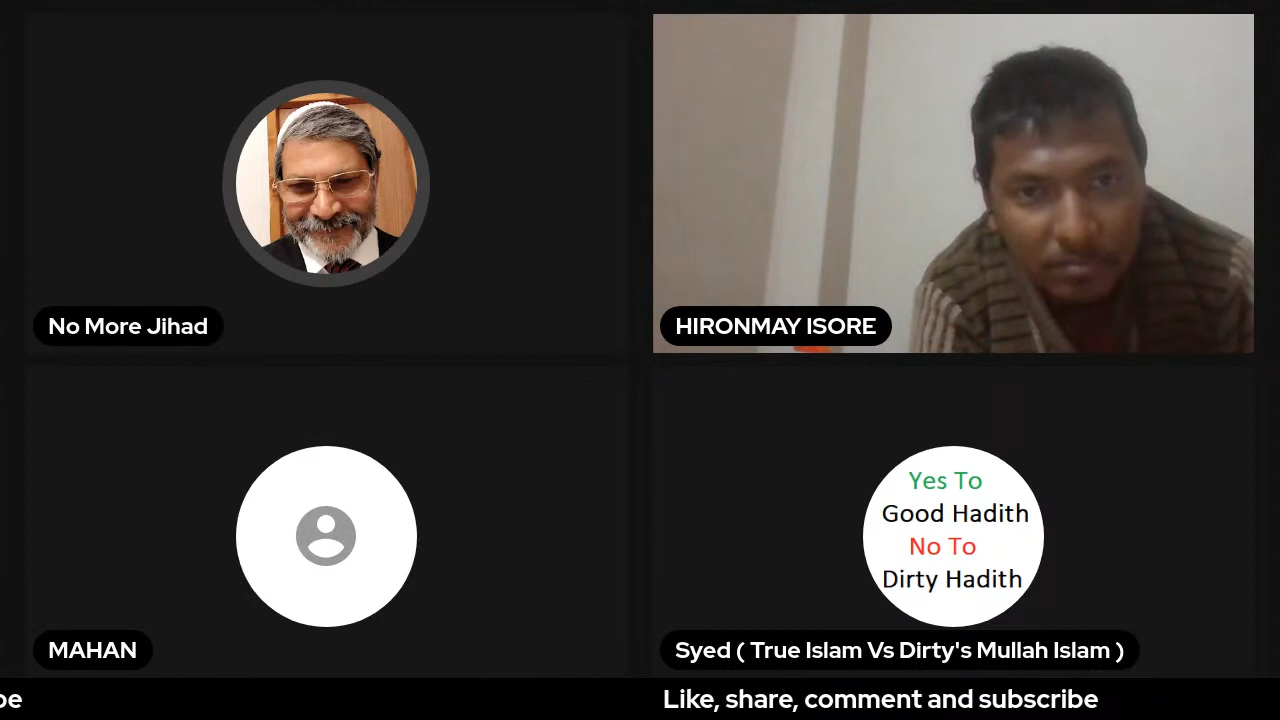 No More Jihad
HIRONMAY ISORE
Yes To
Good Hadith
No To
Dirty Hadith
MAHAN
Syed ( True Islam Vs Dirty's Mullah Islam )
be
Like, share, comment and subscribe